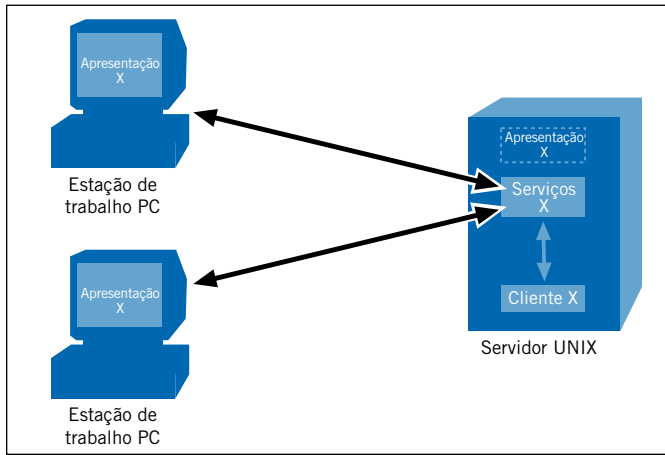 Apresentação
X
Estação de
trabalho PC
Apresentação
X
Estação de
trabalho PC
Apresentação
X
Serviços
X
Cliente X
Servidor UNIX